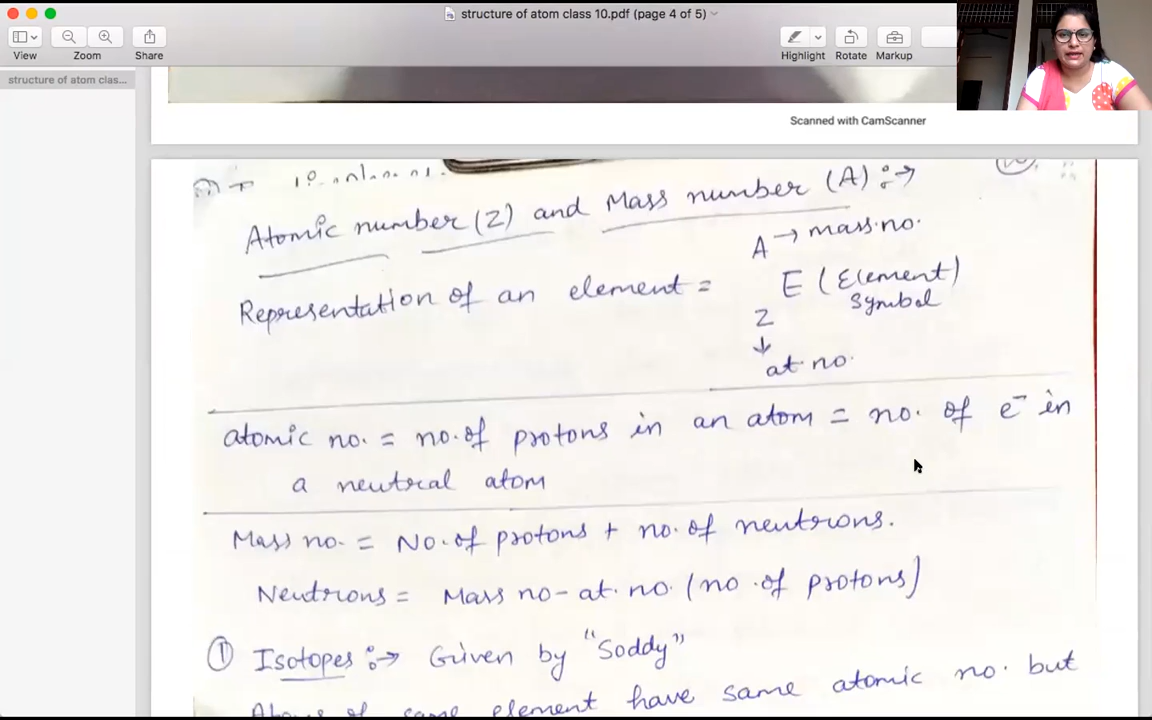 structure of atom class 10.pdf (page 4 of 5)
View Zoom Share Highlight Rotate Markup
structure of atom clas...
Scanned with CamScanner
Atomic number (Z) and Mass number (A) :→
A → mass no.
Representation of an element = E (Element)
Symbol
Z
↓
at no.
atomic no. = no. of protons in an atom = no. of e⁻ in
a neutral atom
Mass no. = No. of protons + no. of neutrons.
Neutrons = Mass no - at. no. (no. of protons)
① Isotopes :→ Given by "Soddy"
Atoms of same element have same atomic no. but